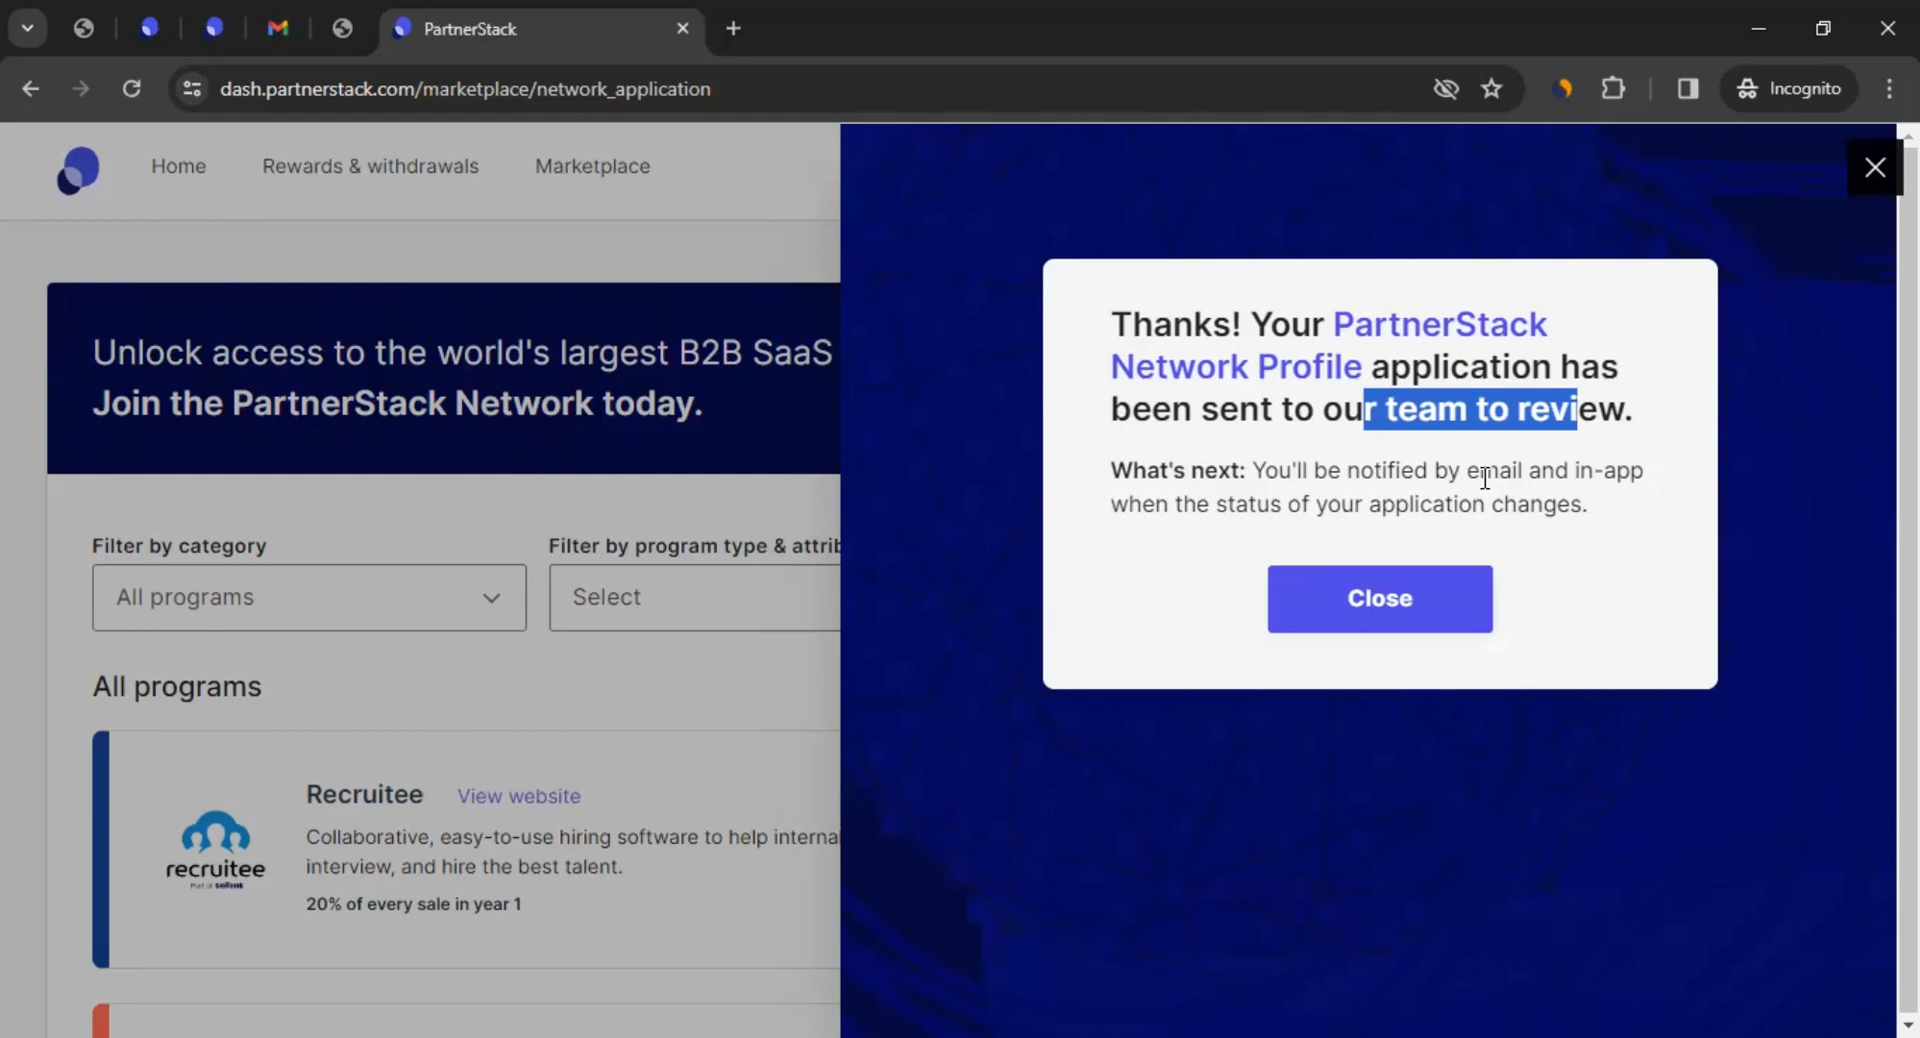 PartnerStack
dash.partnerstack.com/marketplace/network_application
Incognito
Home
Rewards & withdrawals
Marketplace
Unlock access to the world's largest B2B SaaS
Join the PartnerStack Network today.
Filter by category
Filter by program type & attrib
All programs
Select
All programs
Recruitee
View website
Collaborative, easy-to-use hiring software to help internal
interview, and hire the best talent.
20% of every sale in year 1
recruitee
Thanks! Your PartnerStack
Network Profile application has
been sent to our team to review.
What's next: You'll be notified by email and in-app
when the status of your application changes.
Close